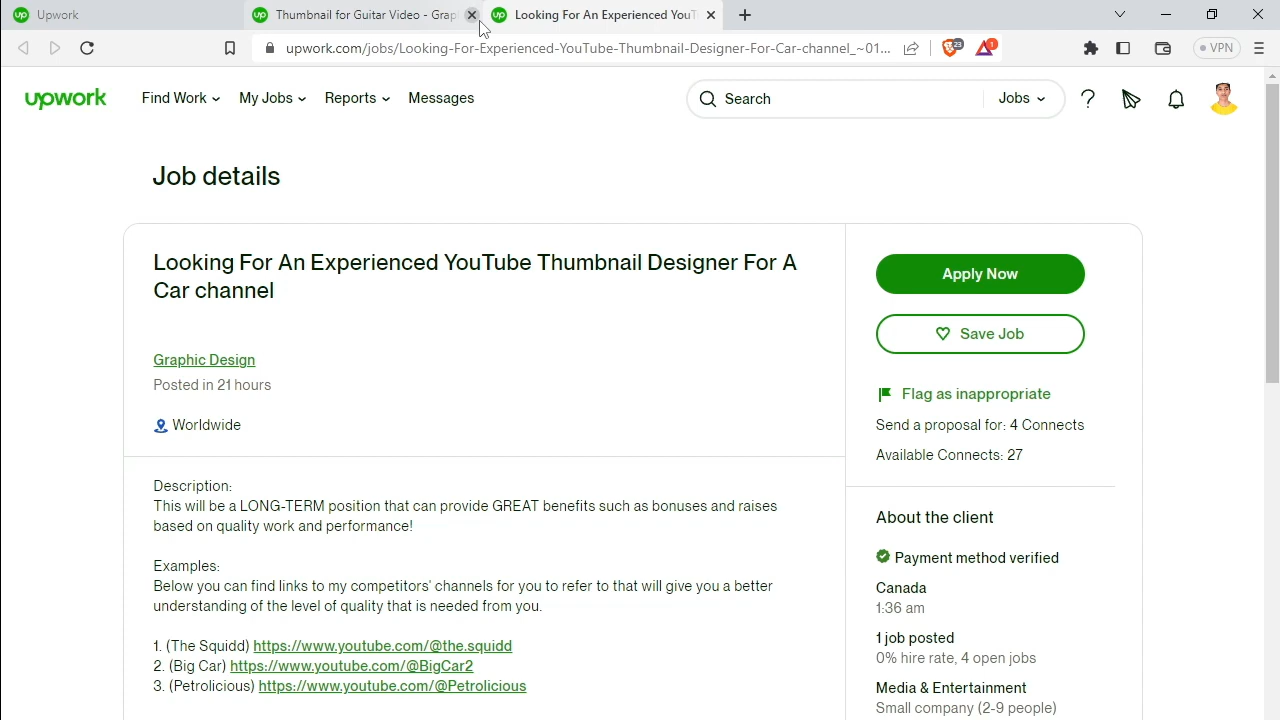 Upwork
Thumbnail for Guitar Video - Grap
Looking For An Experienced YouT
upwork.com/jobs/Looking-For-Experienced-YouTube-Thumbnail-Designer-For-Car-channel_~01...
23
1
VPN
upwork
Find Work
My Jobs
Reports
Messages
Search
Jobs
Job details
Looking For An Experienced YouTube Thumbnail Designer For A
Car channel
Graphic Design
Posted in 21 hours
Worldwide
Description:
This will be a LONG-TERM position that can provide GREAT benefits such as bonuses and raises
based on quality work and performance!
Examples:
Below you can find links to my competitors' channels for you to refer to that will give you a better
understanding of the level of quality that is needed from you.
1. (The Squidd) https://www.youtube.com/@the.squidd
2. (Big Car) https://www.youtube.com/@BigCar2
3. (Petrolicious) https://www.youtube.com/@Petrolicious
Apply Now
Save Job
Flag as inappropriate
Send a proposal for: 4 Connects
Available Connects: 27
About the client
Payment method verified
Canada
1:36 am
1 job posted
0% hire rate, 4 open jobs
Media & Entertainment
Small company (2-9 people)